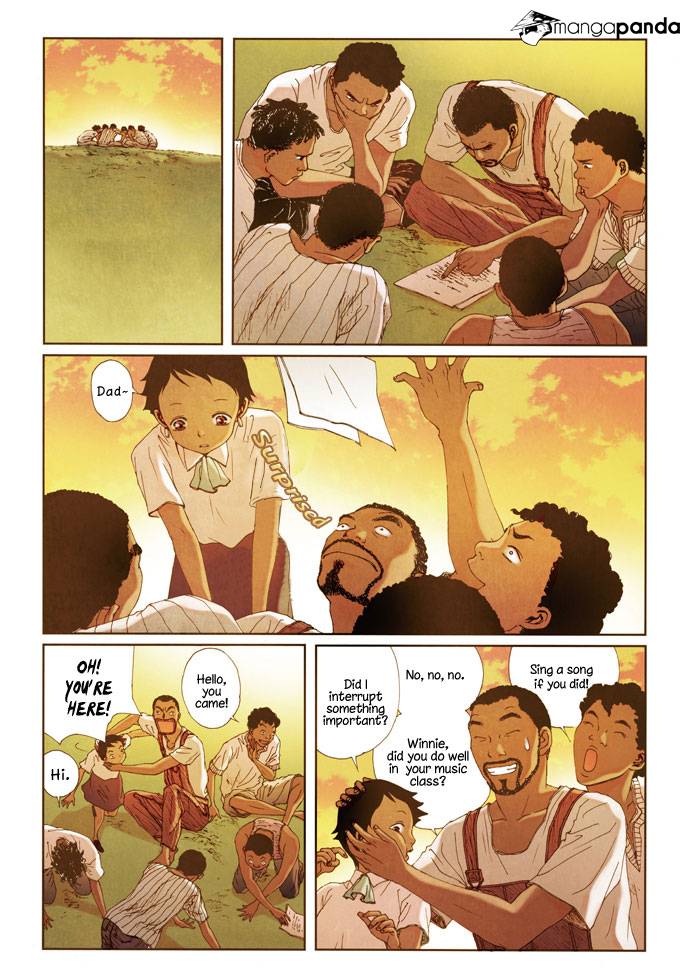 mangapanda
Dad~
Surprised
OH!
YOU'RE
HERE!
Hello,
you
came!
Hi.
Did I
interrupt
something
important?
No, no, no.
Winnie,
did you do well
in your music
class?
Sing a song
if you did!